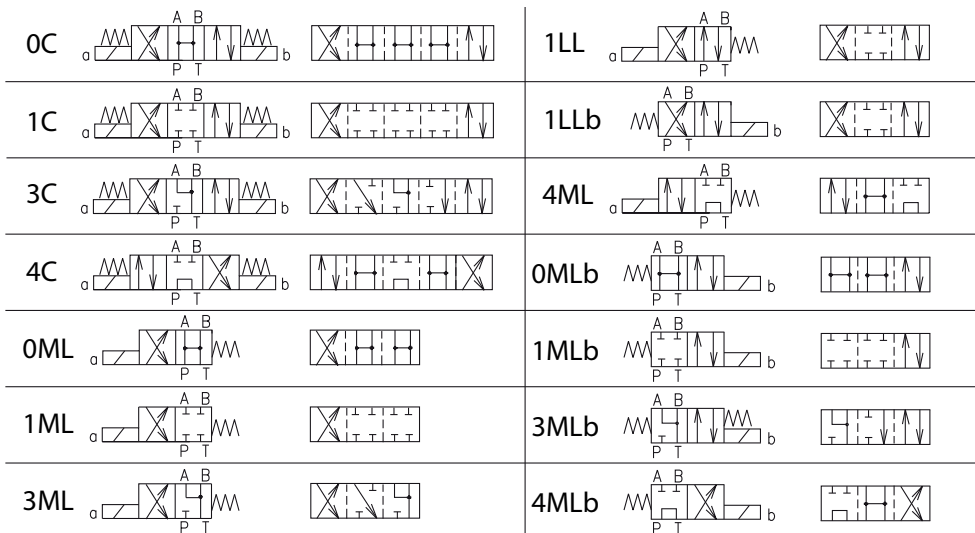 A B
0C a b
P T
A B
1C a b
P T
A B
3C a b
P T
A B
4C a b
P T
A B
0ML a
P T
A B
1ML a
P T
A B
3ML a
P T
A B
1LL a
P T
A B
1LLb b
P T
A B
4ML a
P T
A B
0MLb b
P T
A B
1MLb b
P T
A B
3MLb b
P T
A B
4MLb b
P T